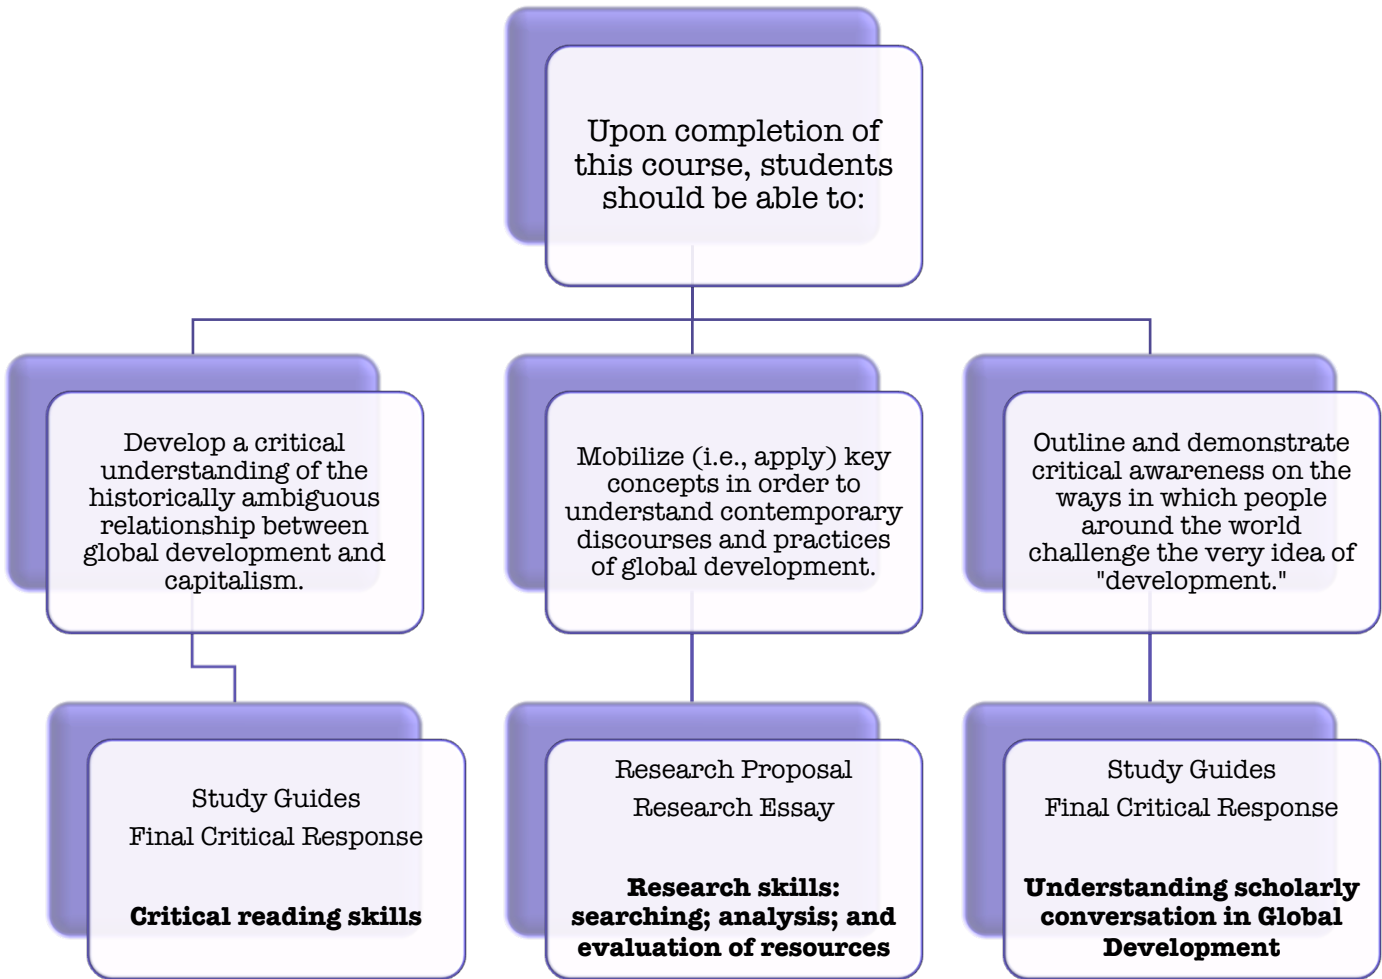 Upon completion of
this course, students
should be able to:
Develop a critical
understanding of the
historically ambiguous
relationship between
global development and
capitalism.
Mobilize (i.e., apply) key
concepts in order to
understand contemporary
discourses and practices
of global development.
Outline and demonstrate
critical awareness on the
ways in which people
around the world
challenge the very idea of
"development."
Study Guides
Final Critical Response
Critical reading skills
Research Proposal
Research Essay
Research skills:
searching; analysis; and
evaluation of resources
Study Guides
Final Critical Response
Understanding scholarly
conversation in Global
Development